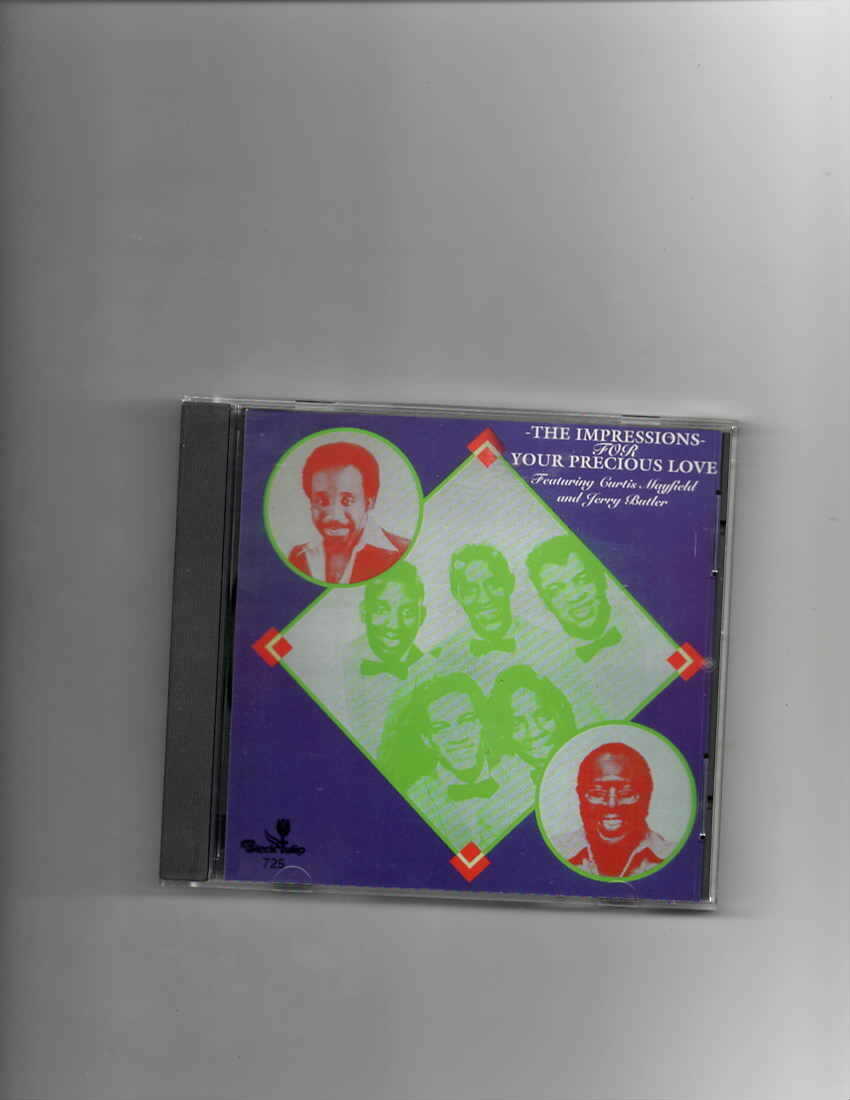 -THE IMPRESSIONS-
FOR
YOUR PRECIOUS LOVE
Featuring Curtis Mayfield
and Jerry Butler
725